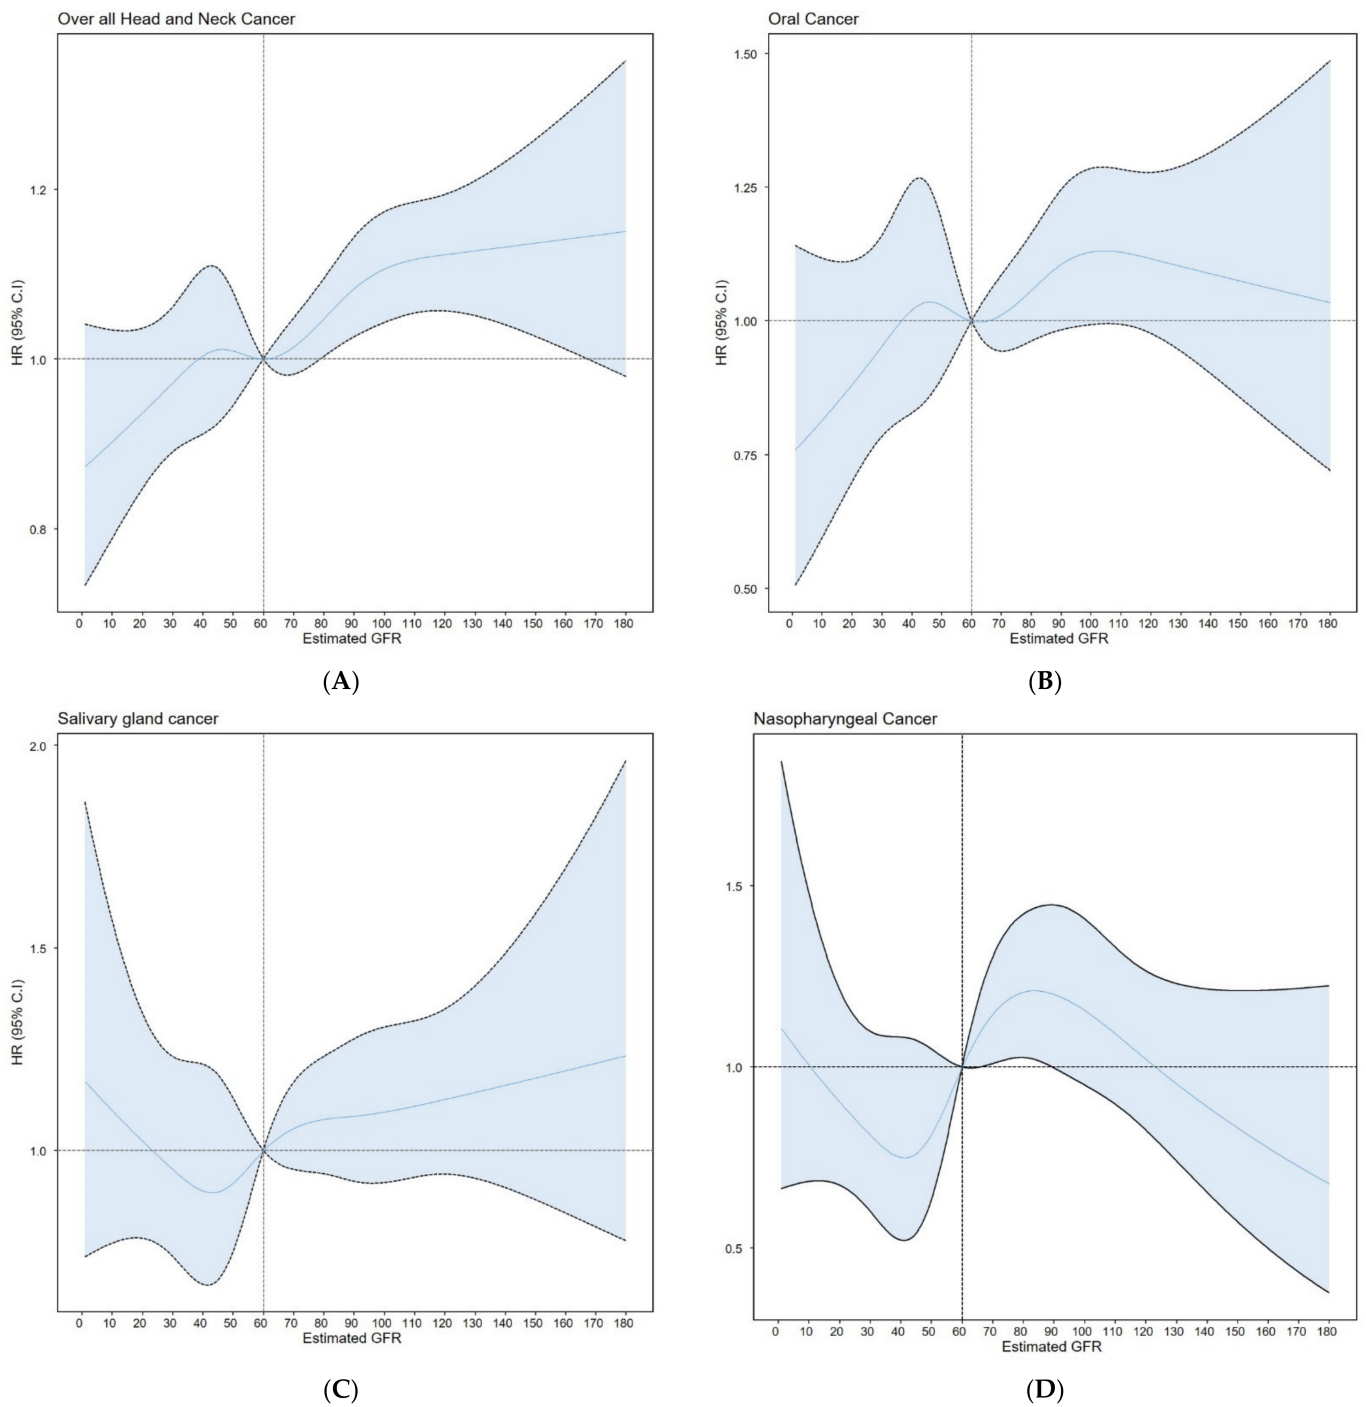 Over all Head and Neck Cancer
1.2
1.0
0.8
HR (95% C.I)
0 10 20 30 40 50 60 70 80 90 100 110 120 130 140 150 160 170 180
Estimated GFR
(A)
Oral Cancer
1.50
1.25
1.00
0.75
0.50
HR (95% C.I)
0 10 20 30 40 50 60 70 80 90 100 110 120 130 140 150 160 170 180
Estimated GFR
(B)
Salivary gland cancer
2.0
1.5
1.0
HR (95% C.I)
0 10 20 30 40 50 60 70 80 90 100 110 120 130 140 150 160 170 180
Estimated GFR
(C)
Nasopharyngeal Cancer
1.5
1.0
0.5
0 10 20 30 40 50 60 70 80 90 100 110 120 130 140 150 160 170 180
Estimated GFR
(D)